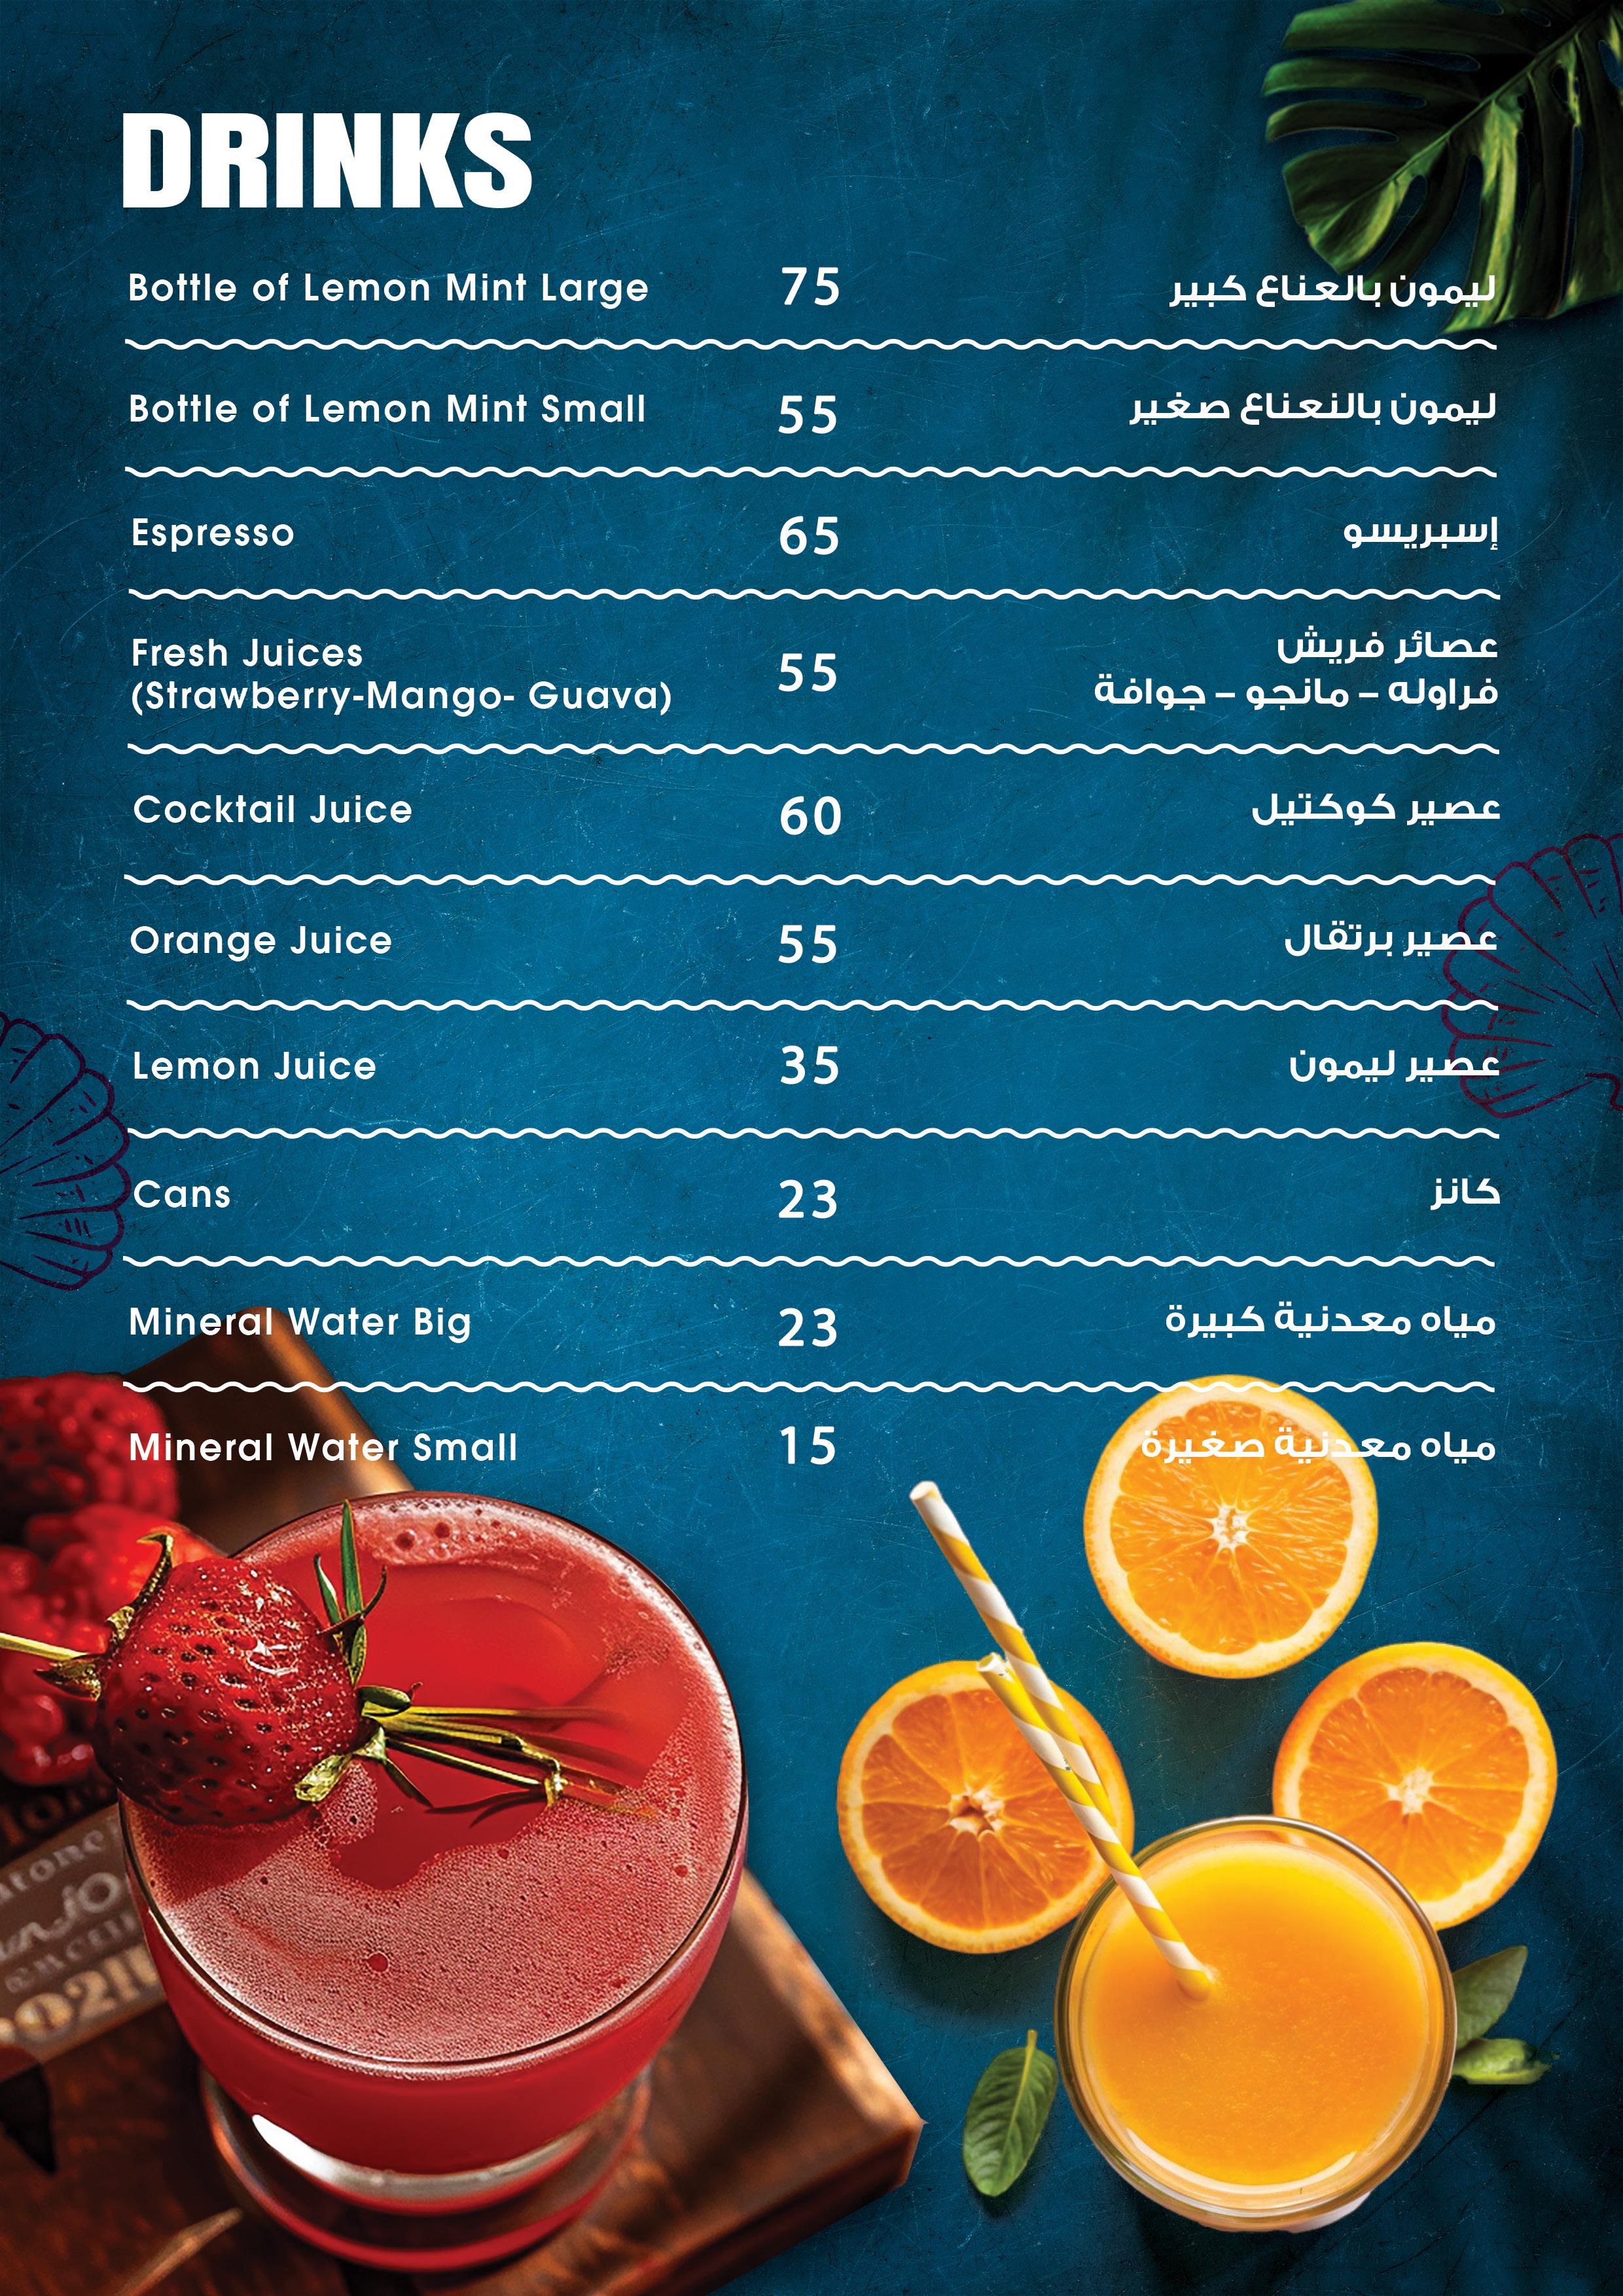 DRINKS
Bottle of Lemon Mint Large 75 ليمون بالعناع كبير
Bottle of Lemon Mint Small 55 ليمون بالنعناع صغير
Espresso 65 إسبريسو
Fresh Juices عصائر فريش
(Strawberry-Mango- Guava) 55 فراوله – مانجو – جوافة
Cocktail Juice 60 عصير كوكتيل
Orange Juice 55 عصير برتقال
Lemon Juice 35 عصير ليمون
Cans 23 كانز
Mineral Water Big 23 مياه معدنية كبيرة
Mineral Water Small 15 مياه معدنية صغيرة